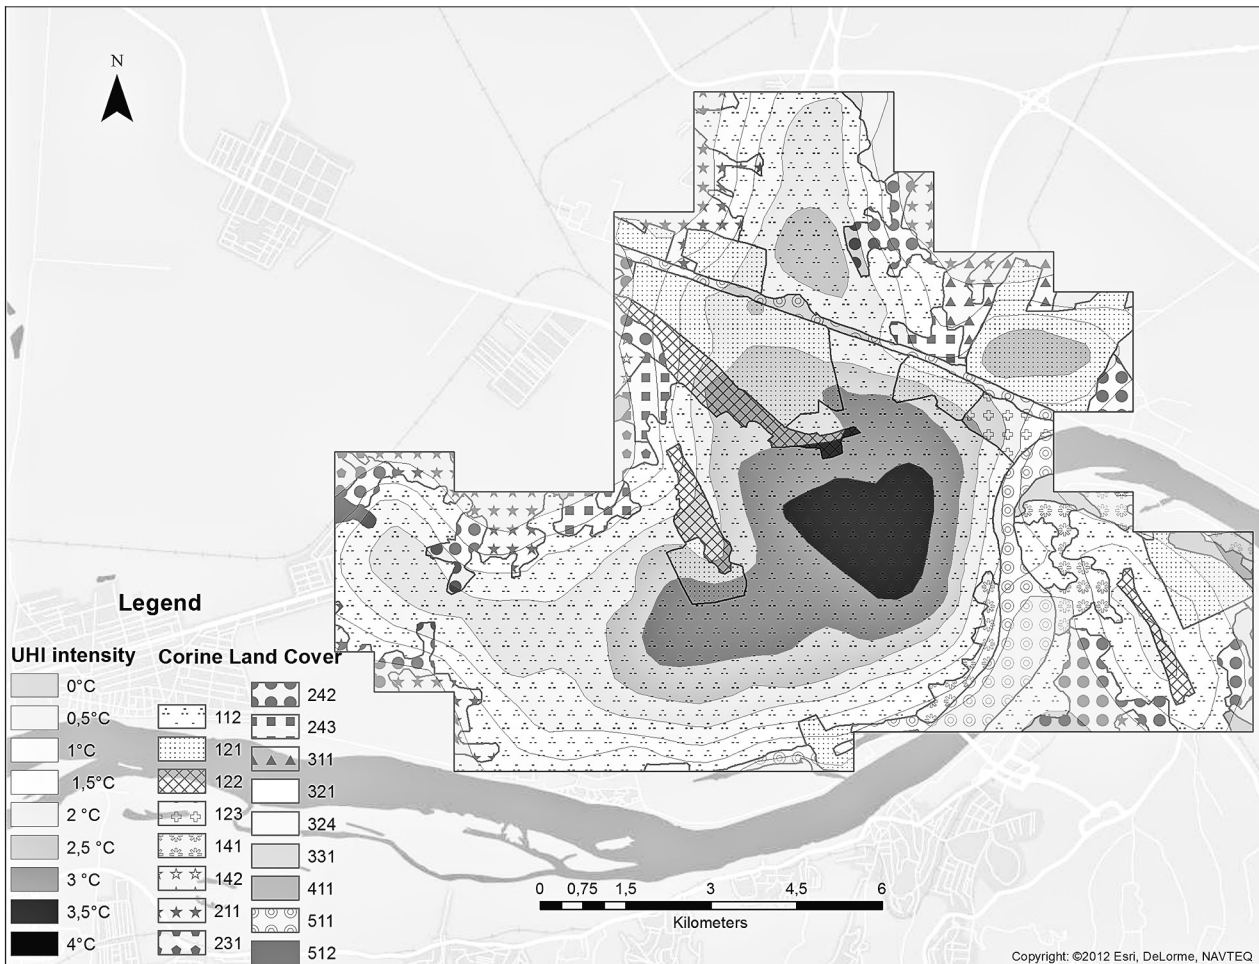 N
Legend
UHI intensity
0°C
0,5°C
1°C
1,5°C
2 °C
2,5 °C
3 °C
3,5°C
4°C
Corine Land Cover
112
121
122
123
141
142
211
231
242
243
311
321
324
331
411
511
512
0 0,75 1,5 3 4,5 6
Kilometers
Copyright: ©2012 Esri, DeLorme, NAVTEQ